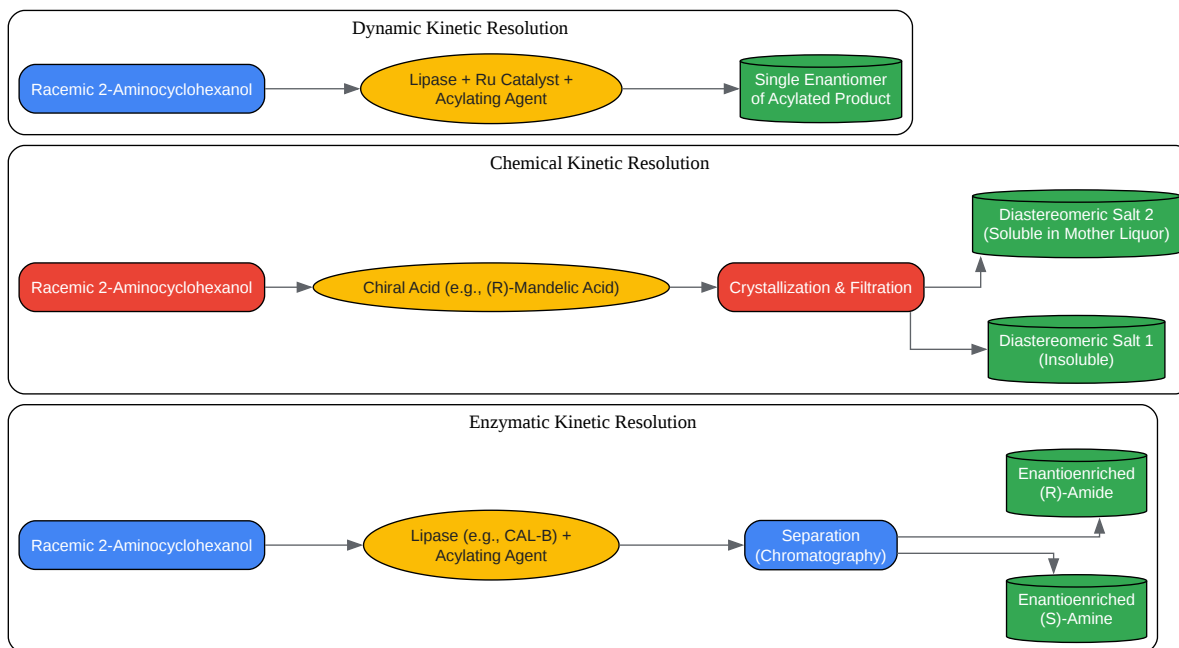 Dynamic Kinetic Resolution
Racemic 2-Aminocyclohexanol
Lipase + Ru Catalyst +
Acylating Agent
Single Enantiomer
of Acylated Product
Chemical Kinetic Resolution
Racemic 2-Aminocyclohexanol
Chiral Acid (e.g., (R)-Mandelic Acid)
Crystallization & Filtration
Diastereomeric Salt 2
(Soluble in Mother Liquor)
Diastereomeric Salt 1
(Insoluble)
Enzymatic Kinetic Resolution
Racemic 2-Aminocyclohexanol
Lipase (e.g., CAL-B) +
Acylating Agent
Separation
(Chromatography)
Enantioenriched
(R)-Amide
Enantioenriched
(S)-Amine